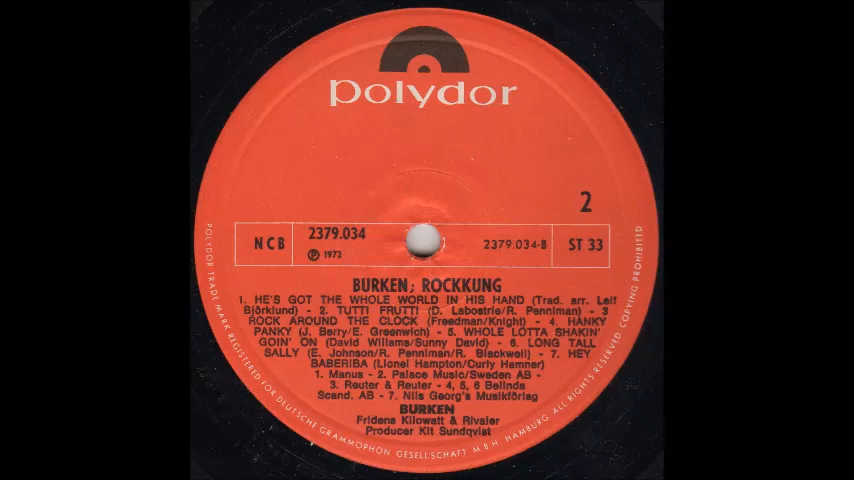 polydor
2
NCB
2379.034
℗ 1972
2379.034-B
ST 33
BURKEN; ROCKKUNG
1. HE'S GOT THE WHOLE WORLD IN HIS HAND (Trad. arr. Leif
Björklund) - 2. TUTTI FRUTTI (D. Labostrie/R. Penniman) - 3
ROCK AROUND THE CLOCK (Freedman/Knight) - 4. HANKY
PANKY (J. Berry/E. Greenwich) - 5. WHOLE LOTTA SHAKIN'
GOIN' ON (David Williams/Sunny David) - 6. LONG TALL
SALLY (E. Johnson/R. Penniman/R. Blackwell) - 7. HEY
BABERIBA (Lionel Hampton/Curly Hamner)
1. Manus - 2. Palace Music/Sweden AB -
3. Reuter & Reuter - 4, 5, 6 Belinda
Scand. AB - 7. Nils Georg's Musikförlag
BURKEN
Fridens Kilowatt & Rivaler
Producer Kit Sundqvist
POLYDOR TRADE MARK REGISTERED FOR DEUTSCHE GRAMMOPHON GESELLSCHAFT M B H, HAMBURG ALL RIGHTS RESERVED. COPYING PROHIBITED